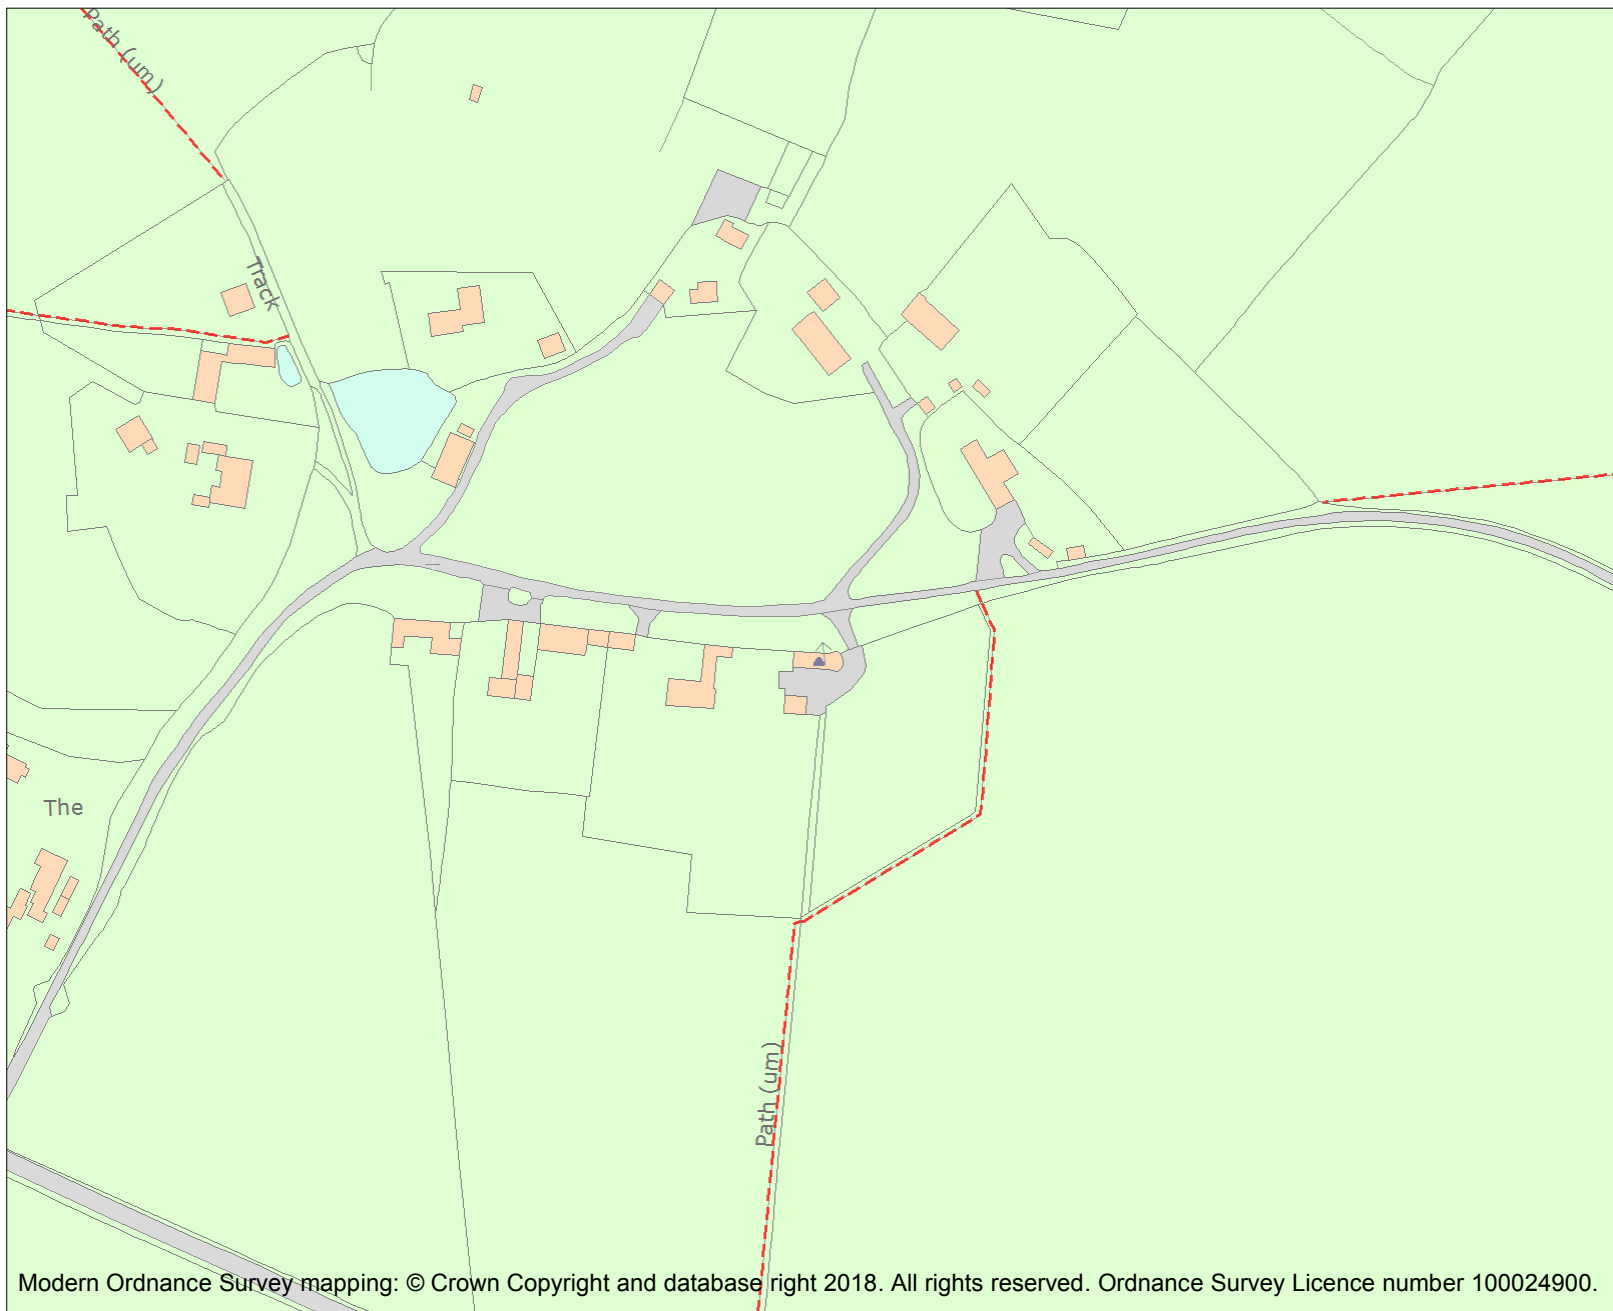 Path (um)
Track
The
Path (um)
Modern Ordnance Survey mapping: © Crown Copyright and database right 2018. All rights reserved. Ordnance Survey Licence number 100024900.